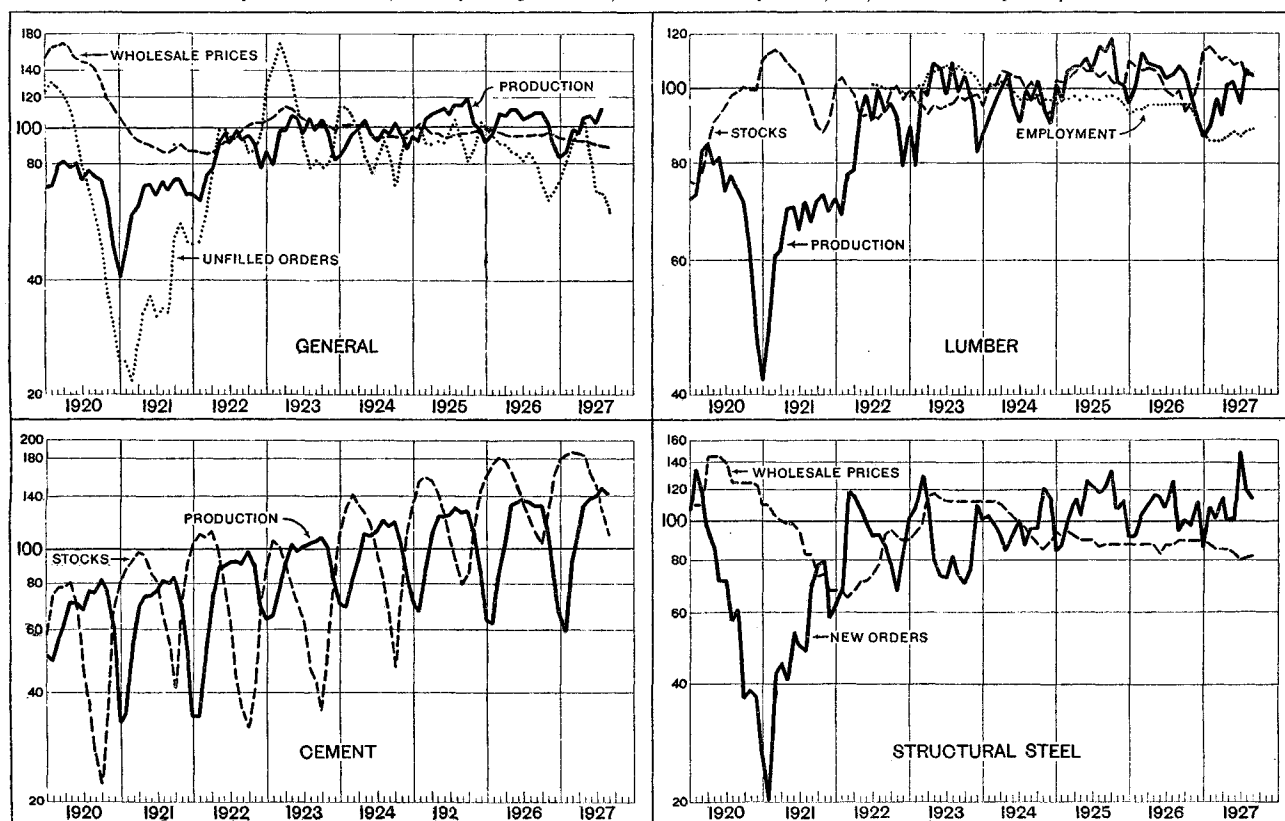 180
WHOLESALE PRICES
140
PRODUCTION
120
100
80
UNFILLED ORDERS
40
GENERAL
20
1920 1921 1922 1923 1924 1925 1926 1927
120
100
STOCKS
EMPLOYMENT
80
PRODUCTION
60
LUMBER
40
1920 1921 1922 1923 1924 1925 1926 1927
200
180
140
PRODUCTION
STOCKS
100
80
60
40
CEMENT
20
1920 1921 1922 1923 1924 192, 1926 1927
160
140
WHOLESALE PRICES
120
100
80
60
NEW ORDERS
40
STRUCTURAL STEEL
20
1920 1921 1922 1923 1924 1925 1926 1927